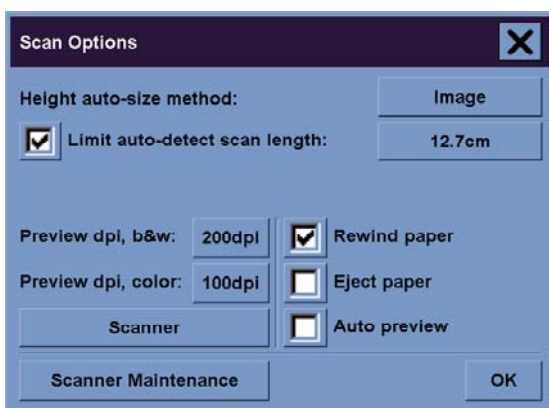 Scan Options
Height auto-size method: Image
Limit auto-detect scan length: 12.7cm
Preview dpi, b&w: 200dpi Rewind paper
Preview dpi, color: 100dpi Eject paper
Scanner Auto preview
Scanner Maintenance OK